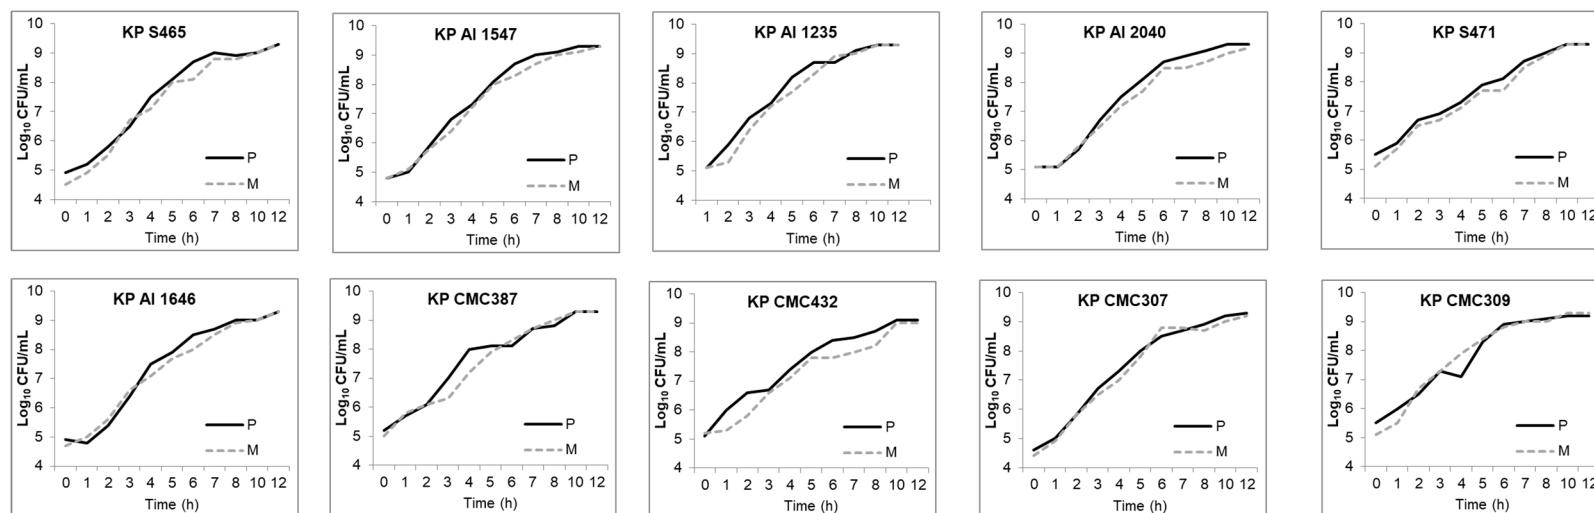 KP S465
10
9
8
7
6
5
4
Log10 CFU/mL
P
M
0 1 2 3 4 5 6 7 8 10 12
Time (h)
KP AI 1547
10
9
8
7
6
5
4
Log10 CFU/mL
P
M
0 1 2 3 4 5 6 7 8 10 12
Time (h)
KP AI 1235
10
9
8
7
6
5
4
Log10 CFU/mL
P
M
1 2 3 4 5 6 7 8 10 12
Time (h)
KP AI 2040
10
9
8
7
6
5
4
Log10 CFU/mL
P
M
0 1 2 3 4 5 6 7 8 10 12
Time (h)
KP S471
10
9
8
7
6
5
4
Log10 CFU/mL
P
M
0 1 2 3 4 5 6 7 8 10 12
Time (h)
KP AI 1646
10
9
8
7
6
5
4
Log10 CFU/mL
P
M
0 1 2 3 4 5 6 7 8 10 12
Time (h)
KP CMC387
10
9
8
7
6
5
4
Log10 CFU/mL
P
M
0 1 2 3 4 5 6 7 8 10 12
Time (h)
KP CMC432
10
9
8
7
6
5
4
Log10 CFU/mL
P
M
0 1 2 3 4 5 6 7 8 10 12
Time (h)
KP CMC307
10
9
8
7
6
5
4
Log10 CFU/mL
P
M
0 1 2 3 4 5 6 7 8 10 12
Time (h)
KP CMC309
10
9
8
7
6
5
4
Log10 CFU/mL
P
M
0 1 2 3 4 5 6 7 8 10 12
Time (h)